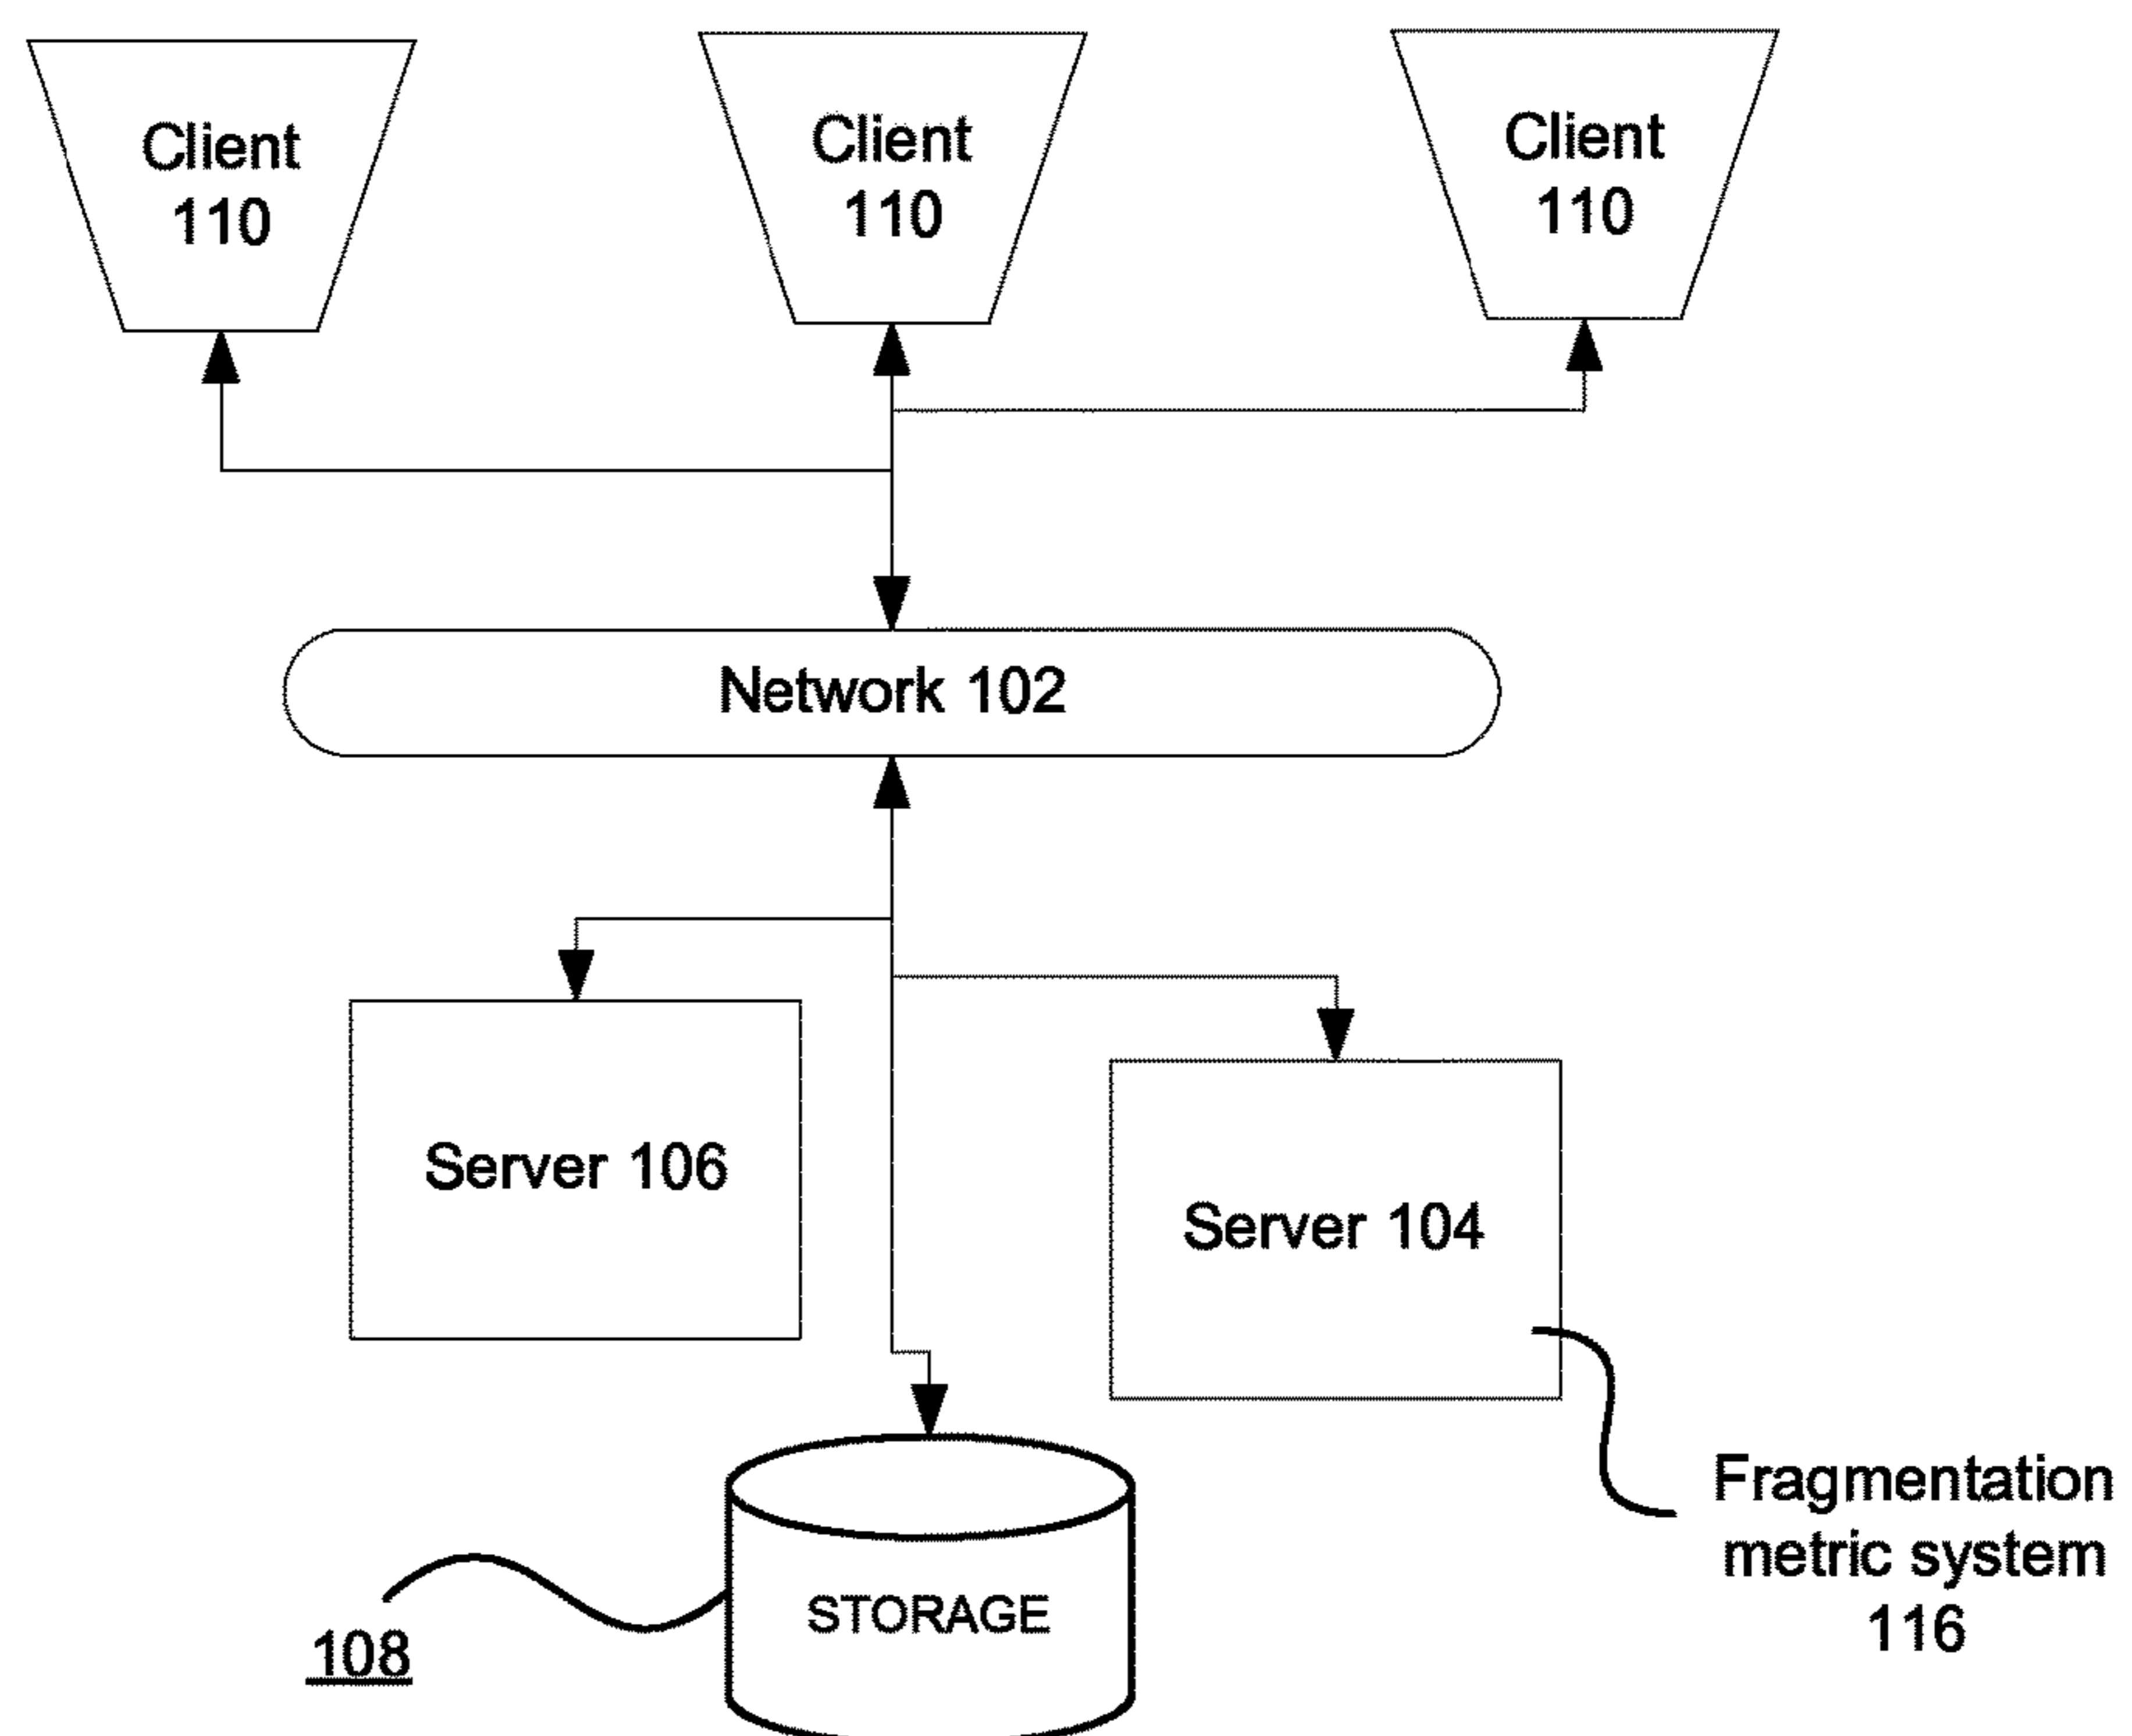 Client
110
Client
110
Client
110
Network 102
Server 106
Server 104
Fragmentation
metric system
116
STORAGE
108